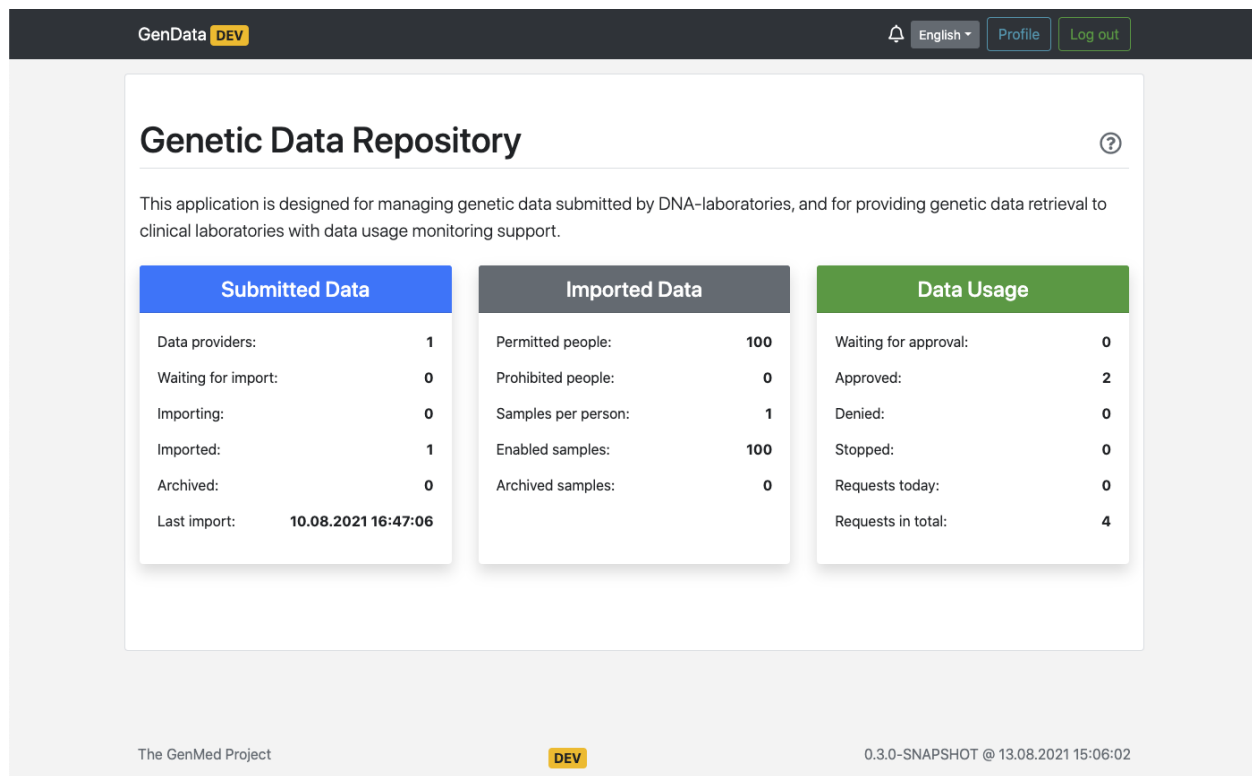 GenData DEV English Profile Log out
Genetic Data Repository ?
This application is designed for managing genetic data submitted by DNA-laboratories, and for providing genetic data retrieval to
clinical laboratories with data usage monitoring support.
Submitted Data
Data providers: 1
Waiting for import: 0
Importing: 0
Imported: 1
Archived: 0
Last import: 10.08.2021 16:47:06
Imported Data
Permitted people: 100
Prohibited people: 0
Samples per person: 1
Enabled samples: 100
Archived samples: 0
Data Usage
Waiting for approval: 0
Approved: 2
Denied: 0
Stopped: 0
Requests today: 0
Requests in total: 4
The GenMed Project DEV 0.3.0-SNAPSHOT @ 13.08.2021 15:06:02